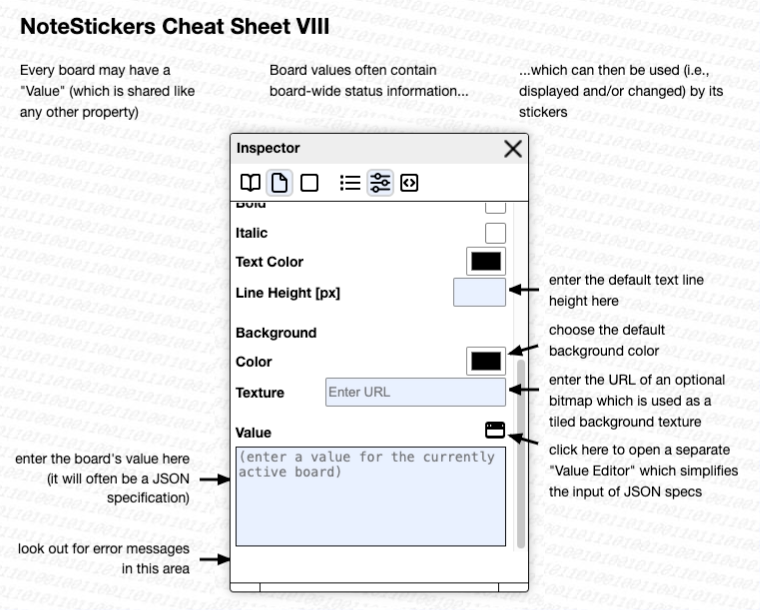 NoteStickers Cheat Sheet VIII
Every board may have a
"Value" (which is shared like
any other property)
Board values often contain
board-wide status information...
...which can then be used (i.e.,
displayed and/or changed) by its
stickers
Inspector
Bold
Italic
Text Color
Line Height [px]
enter the default text line
height here
Background
Color
choose the default
background color
Texture
Enter URL
enter the URL of an optional
bitmap which is used as a
tiled background texture
Value
click here to open a separate
"Value Editor" which simplifies
the input of JSON specs
(enter a value for the currently
active board)
enter the board's value here
(it will often be a JSON
specification)
look out for error messages
in this area